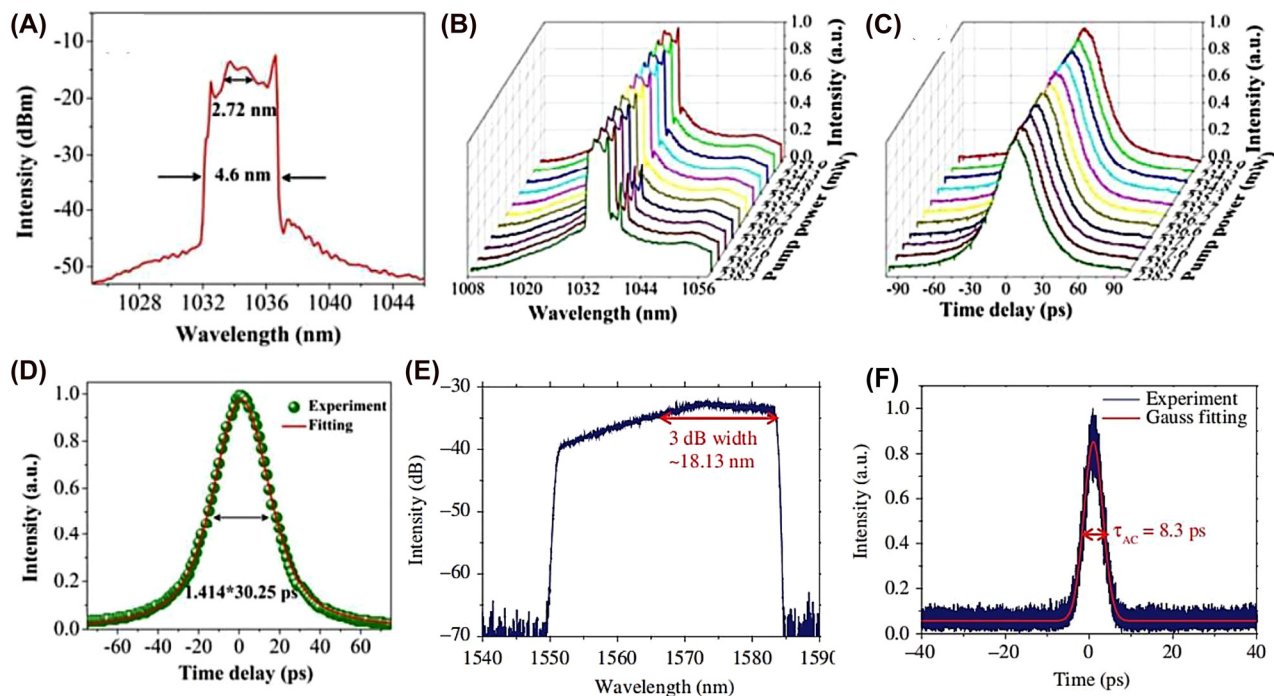 (A)
-10
-20
-30
-40
-50
Intensity (dBm)
2.72 nm
4.6 nm
1028 1032 1036 1040 1044
Wavelength (nm)
(B)
1.0
0.8
0.6
0.4
0.2
0.0
Intensity (a.u.)
Pump power (mW)
1008 1020 1032 1044 1056
Wavelength (nm)
(C)
1.0
0.8
0.6
0.4
0.2
0.0
Intensity (a.u.)
Pump power (mW)
-90 -60 -30 0 30 60 90
Time delay (ps)
(D)
1.0
0.8
0.6
0.4
0.2
0.0
Intensity (a.u.)
Experiment
Fitting
1.414*30.25 ps
-60 -40 -20 0 20 40 60
Time delay (ps)
(E)
–30
–40
–50
–60
–70
Intensity (dB)
3 dB width
~18.13 nm
1540 1550 1560 1570 1580 1590
Wavelength (nm)
(F)
1.0
0.8
0.6
0.4
0.2
0.0
Intensity (a.u.)
Experiment
Gauss fitting
τAC = 8.3 ps
–40 –20 0 20 40
Time (ps)